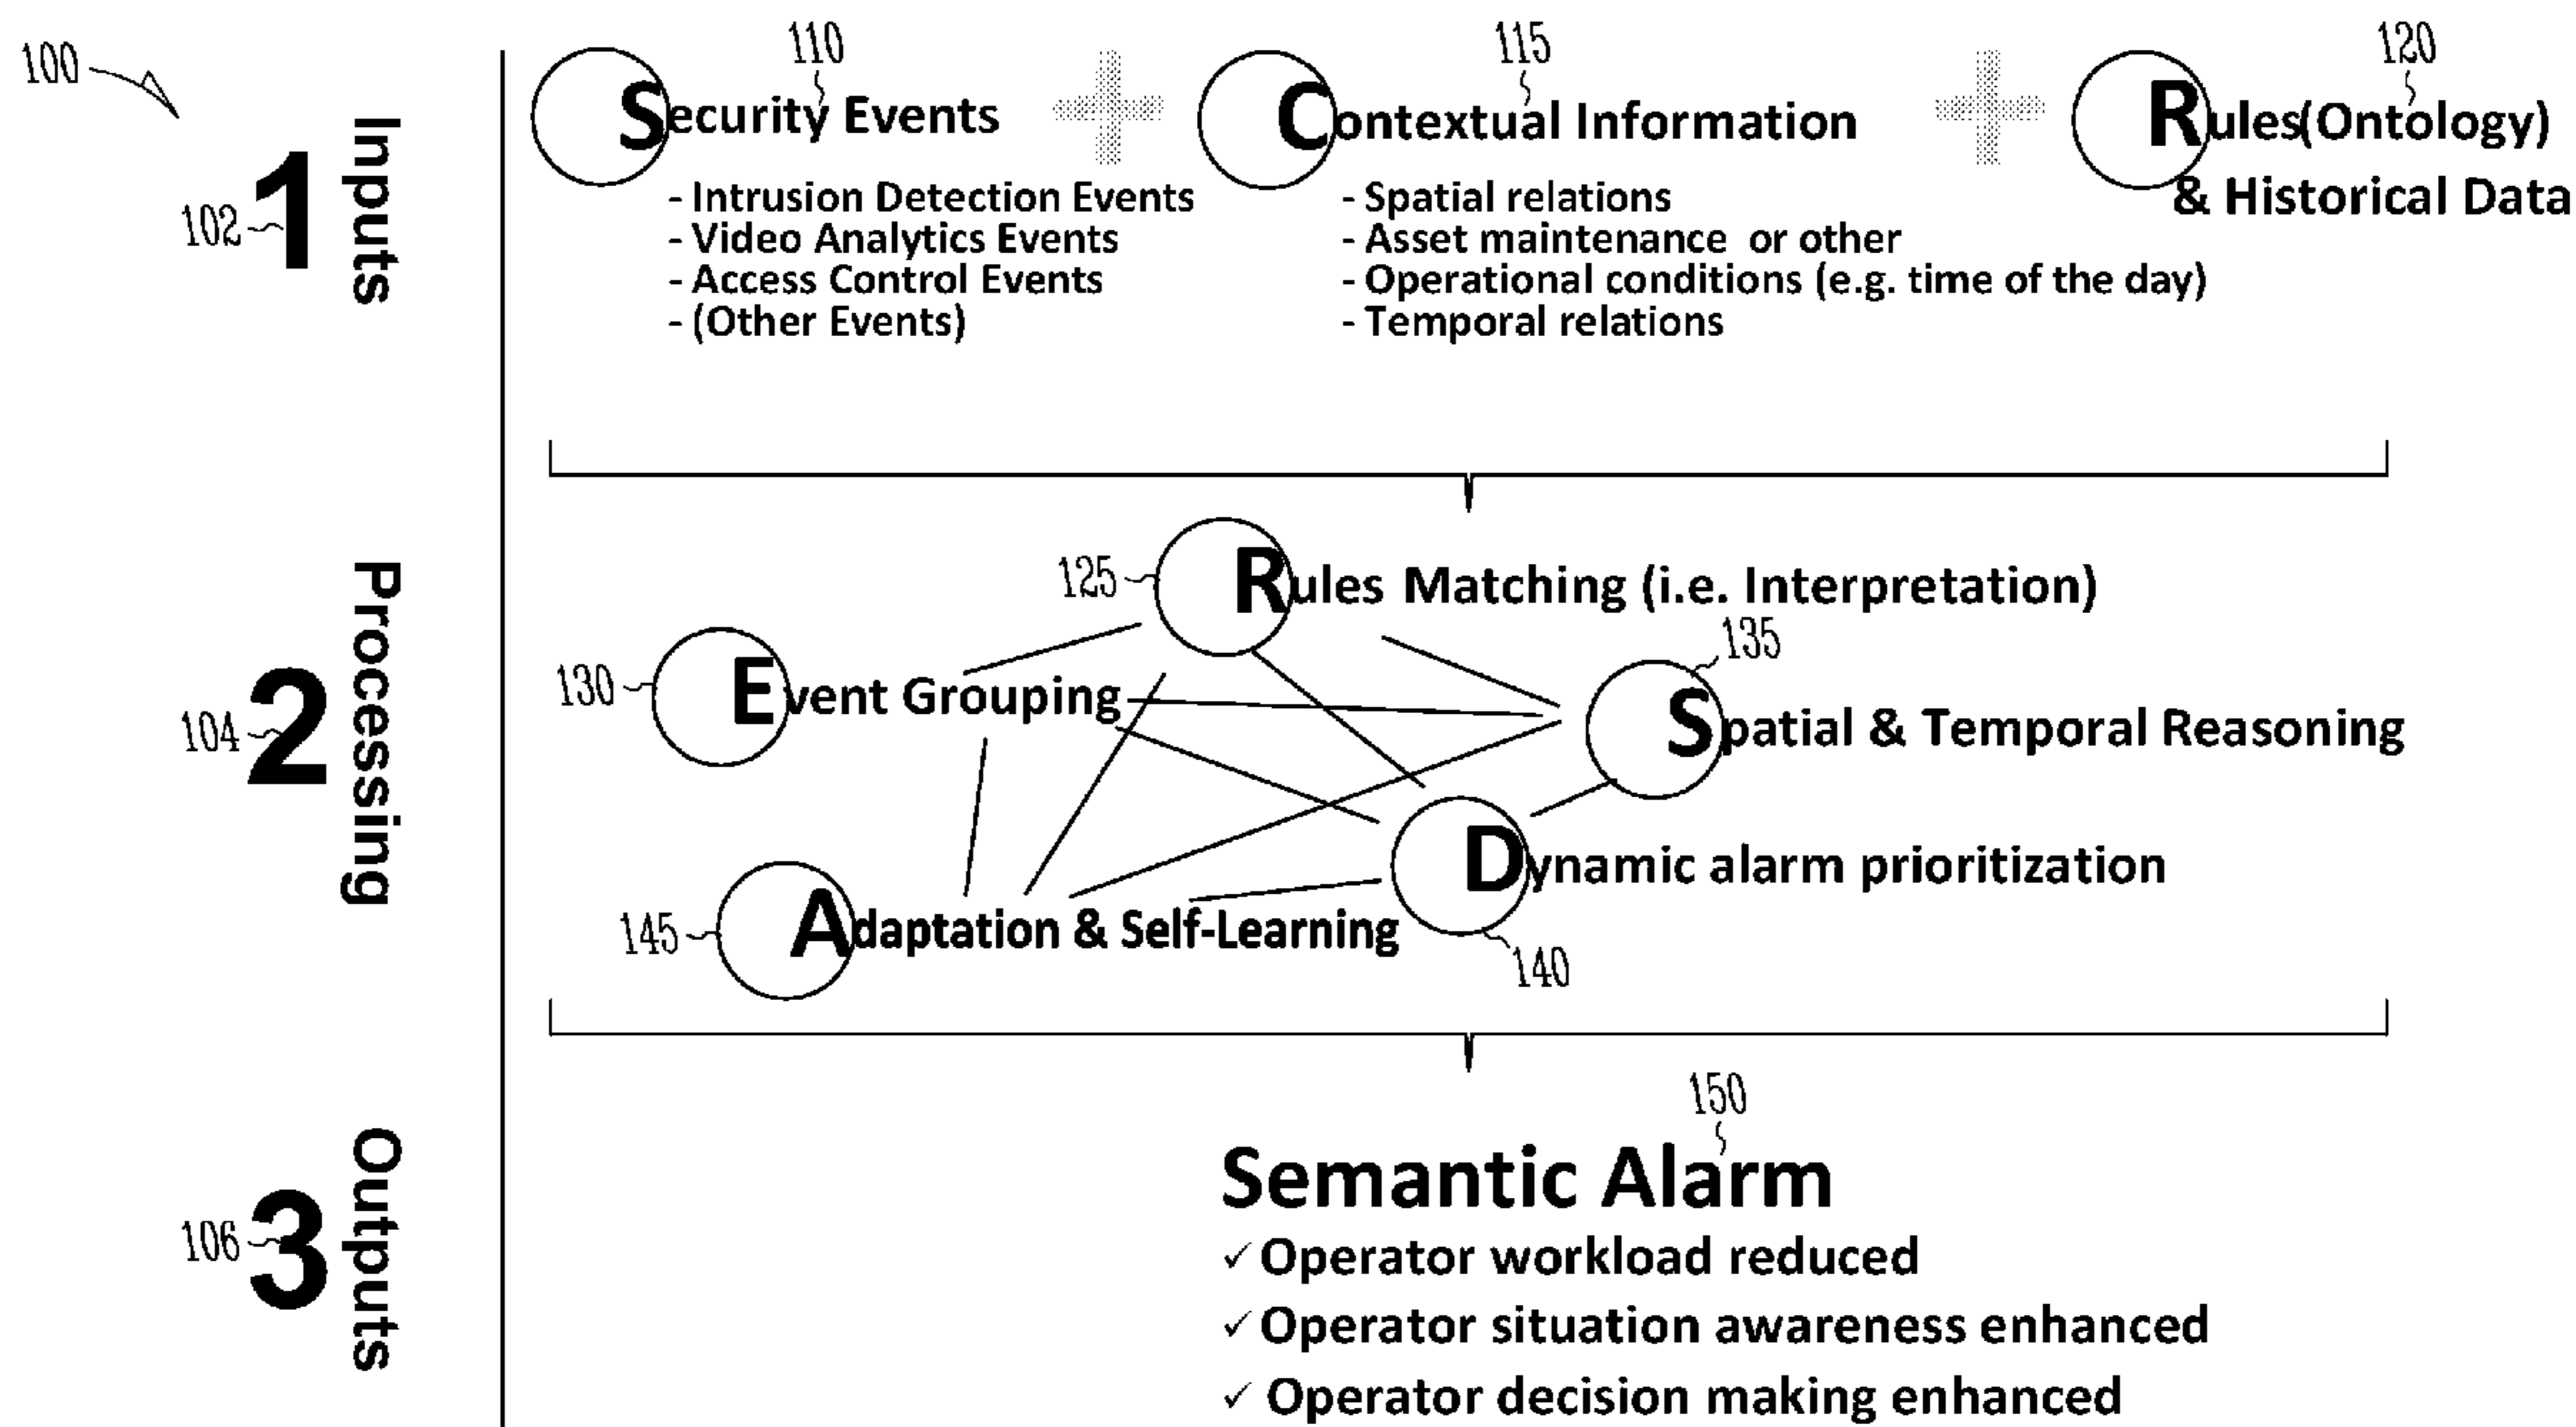 100
110
115
120
102
1
Inputs
Security Events
Contextual Information
Rules(Ontology)
& Historical Data
- Intrusion Detection Events
- Video Analytics Events
- Access Control Events
- (Other Events)
- Spatial relations
- Asset maintenance or other
- Operational conditions (e.g. time of the day)
- Temporal relations
104
2
Processing
125
Rules Matching (i.e. Interpretation)
130
Event Grouping
135
Spatial & Temporal Reasoning
Dynamic alarm prioritization
140
145
Adaptation & Self-Learning
106
3
Outputs
150
Semantic Alarm
✓ Operator workload reduced
✓ Operator situation awareness enhanced
✓ Operator decision making enhanced